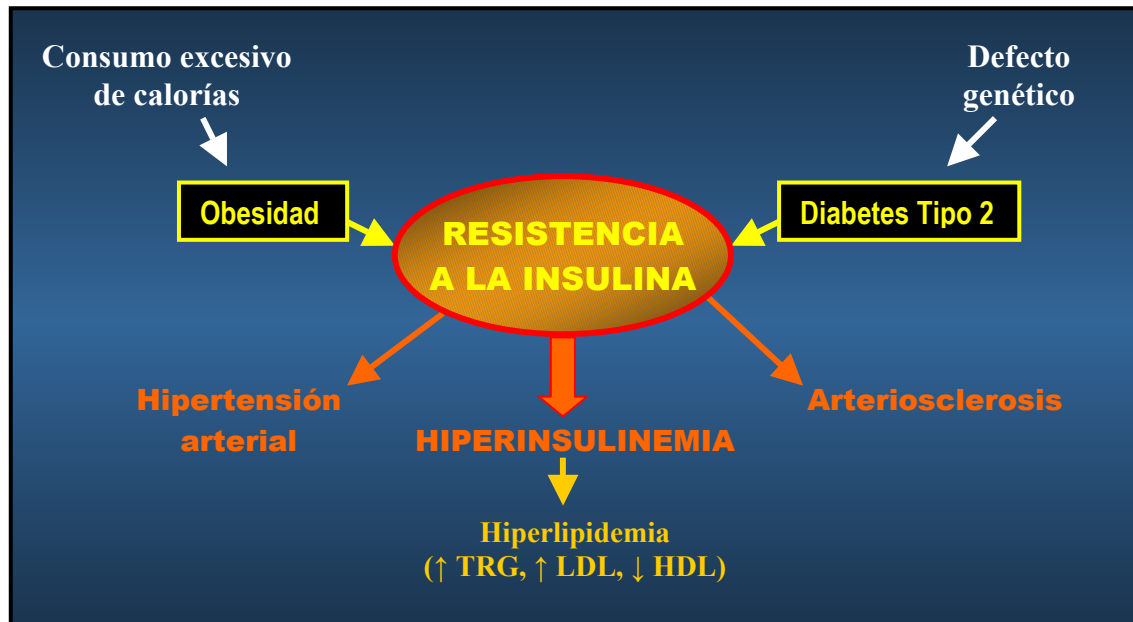 Consumo excesivo
de calorías
Defecto
genético
Obesidad
RESISTENCIA
A LA INSULINA
Diabetes Tipo 2
Hipertensión
arterial
HIPERINSULINEMIA
Arteriosclerosis
Hiperlipidemia
(↑ TRG, ↑ LDL, ↓ HDL)